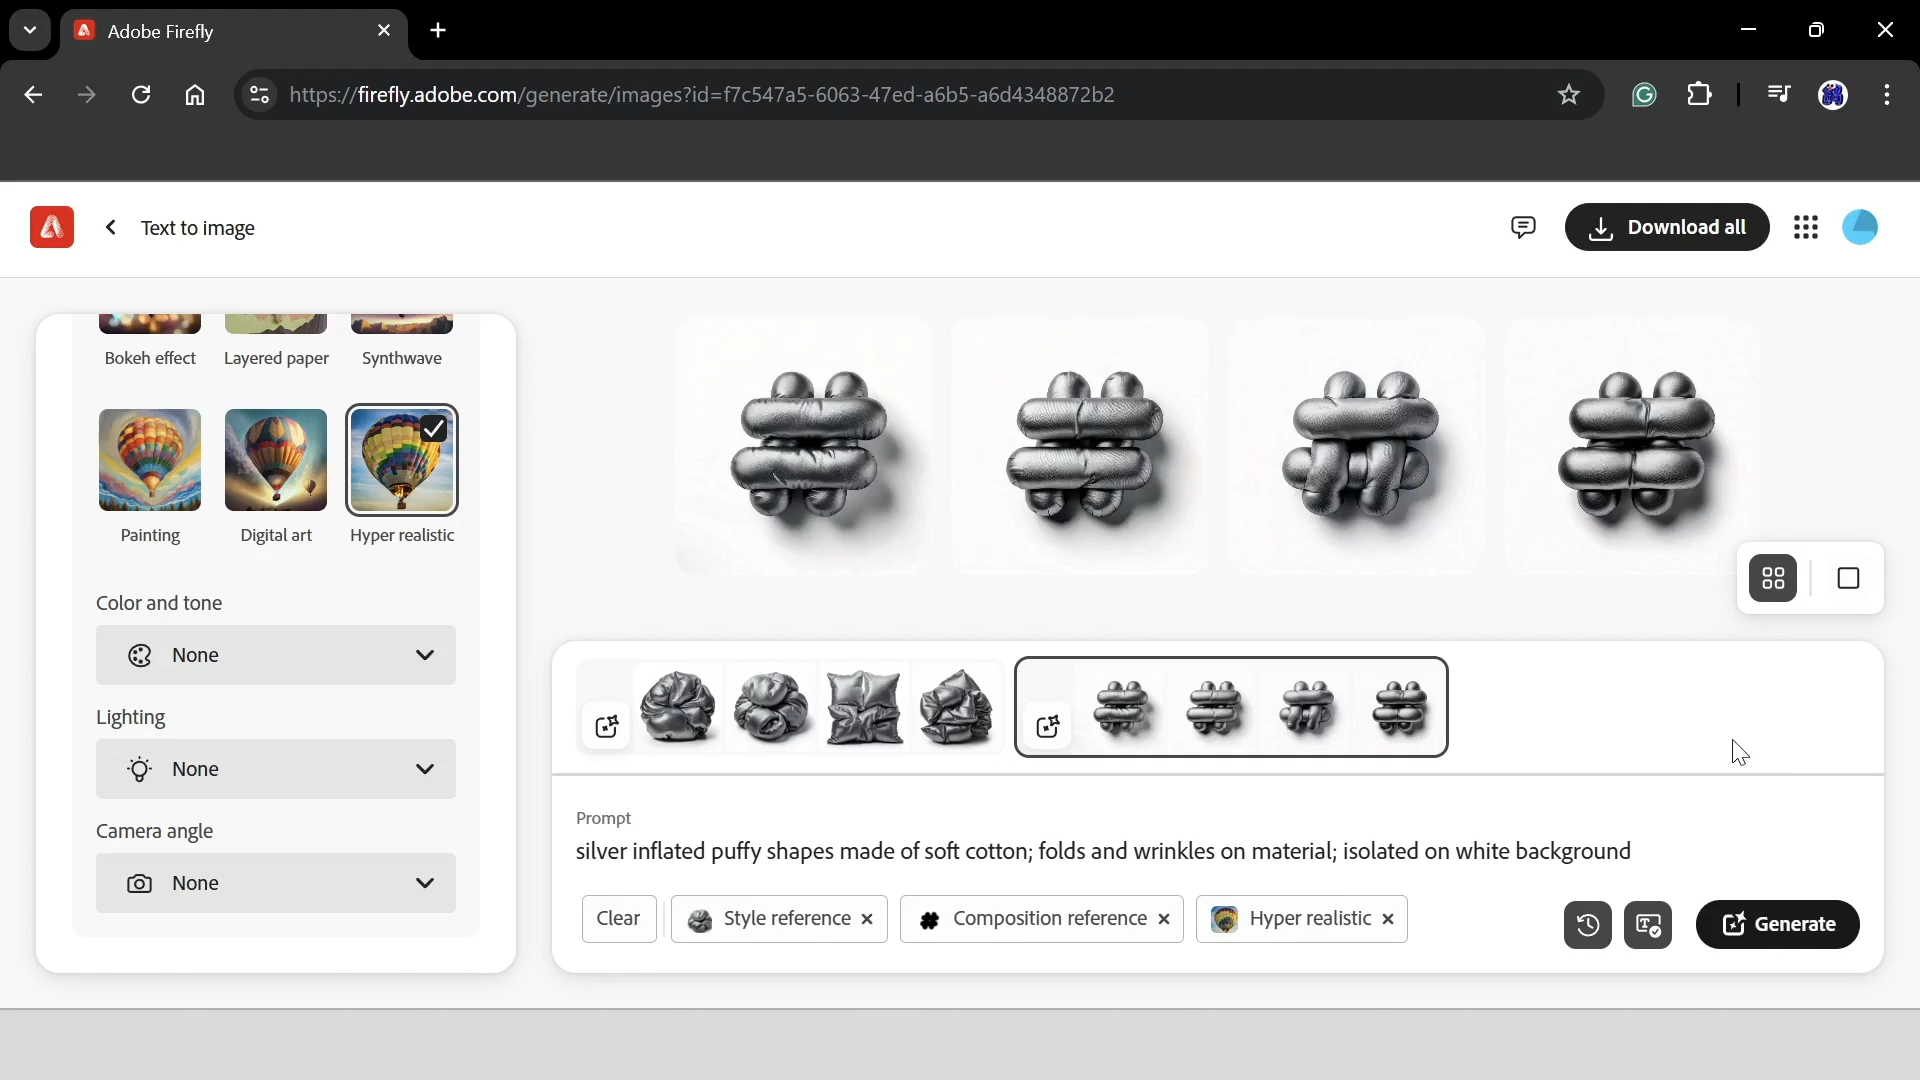 Adobe Firefly
https://firefly.adobe.com/generate/images?id=f7c547a5-6063-47ed-a6b5-a6d4348872b2
Text to image
Download all
Bokeh effect
Layered paper
Synthwave
Painting
Digital art
Hyper realistic
Color and tone
None
Lighting
None
Camera angle
None
Prompt
silver inflated puffy shapes made of soft cotton; folds and wrinkles on material; isolated on white background
Clear
Style reference
Composition reference
Hyper realistic
Generate